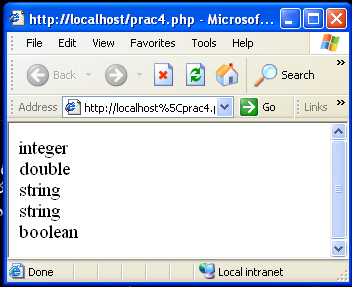 http://localhost/prac4.php - Microsof...
File Edit View Favorites Tools Help
Back Search
Address http://localhost%5Cprac4.p Go Links
integer
double
string
string
boolean
Done Local intranet